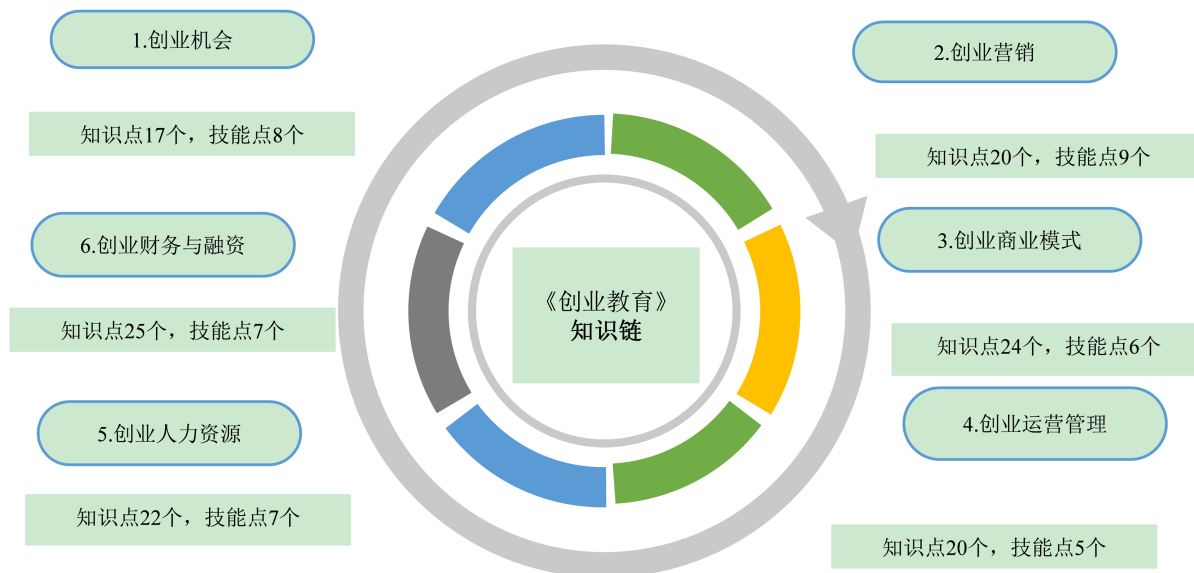 1.创业机会
知识点17个，技能点8个
2.创业营销
知识点20个，技能点9个
3.创业商业模式
知识点24个，技能点6个
4.创业运营管理
知识点20个，技能点5个
5.创业人力资源
知识点22个，技能点7个
6.创业财务与融资
知识点25个，技能点7个
《创业教育》
知识链